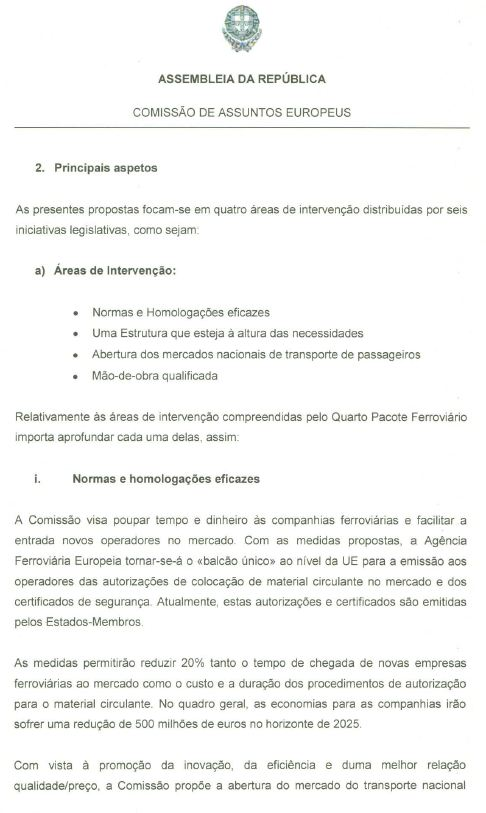 ASSEMBLEIA DA REPÚBLICA
COMISSÃO DE ASSUNTOS EUROPEUS
2. Principais aspetos
As presentes propostas focam-se em quatro áreas de intervenção distribuídas por seis
iniciativas legislativas, como sejam:
a) Áreas de Intervenção:
• Normas e Homologações eficazes
• Uma Estrutura que esteja à altura das necessidades
• Abertura dos mercados nacionais de transporte de passageiros
• Mão-de-obra qualificada
Relativamente às áreas de intervenção compreendidas pelo Quarto Pacote Ferroviário
importa aprofundar cada uma delas, assim:
i. Normas e homologações eficazes
A Comissão visa poupar tempo e dinheiro às companhias ferroviárias e facilitar a
entrada novos operadores no mercado. Com as medidas propostas, a Agência
Ferroviária Europeia tornar-se-á o «balcão único» ao nível da UE para a emissão aos
operadores das autorizações de colocação de material circulante no mercado e dos
certificados de segurança. Atualmente, estas autorizações e certificados são emitidas
pelos Estados-Membros.
As medidas permitirão reduzir 20% tanto o tempo de chegada de novas empresas
ferroviárias ao mercado como o custo e a duração dos procedimentos de autorização
para o material circulante. No quadro geral, as economias para as companhias irão
sofrer uma redução de 500 milhões de euros no horizonte de 2025.
Com vista à promoção da inovação, da eficiência e duma melhor relação
qualidade/preço, a Comissão propõe a abertura do mercado do transporte nacional